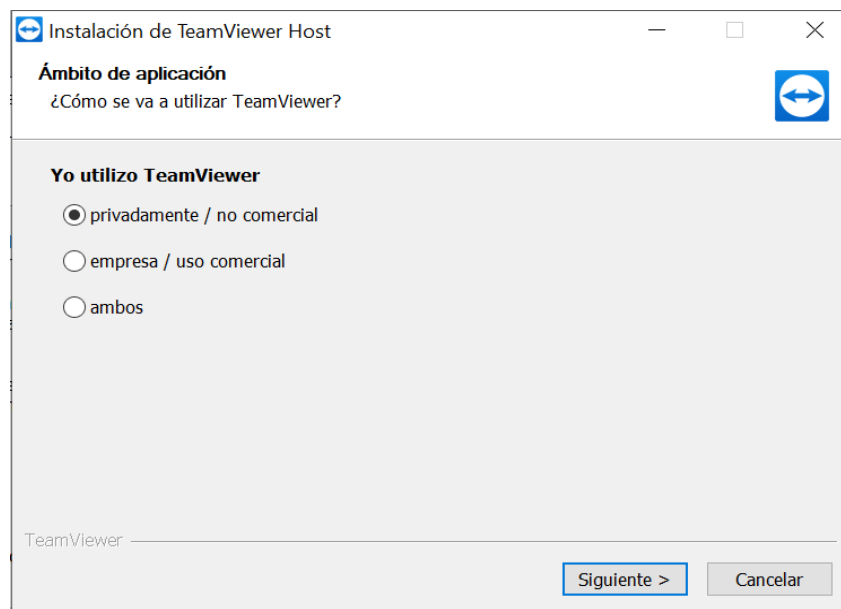 Instalación de TeamViewer Host
Ámbito de aplicación
¿Cómo se va a utilizar TeamViewer?
Yo utilizo TeamViewer
privadamente / no comercial
empresa / uso comercial
ambos
TeamViewer
Siguiente >
Cancelar